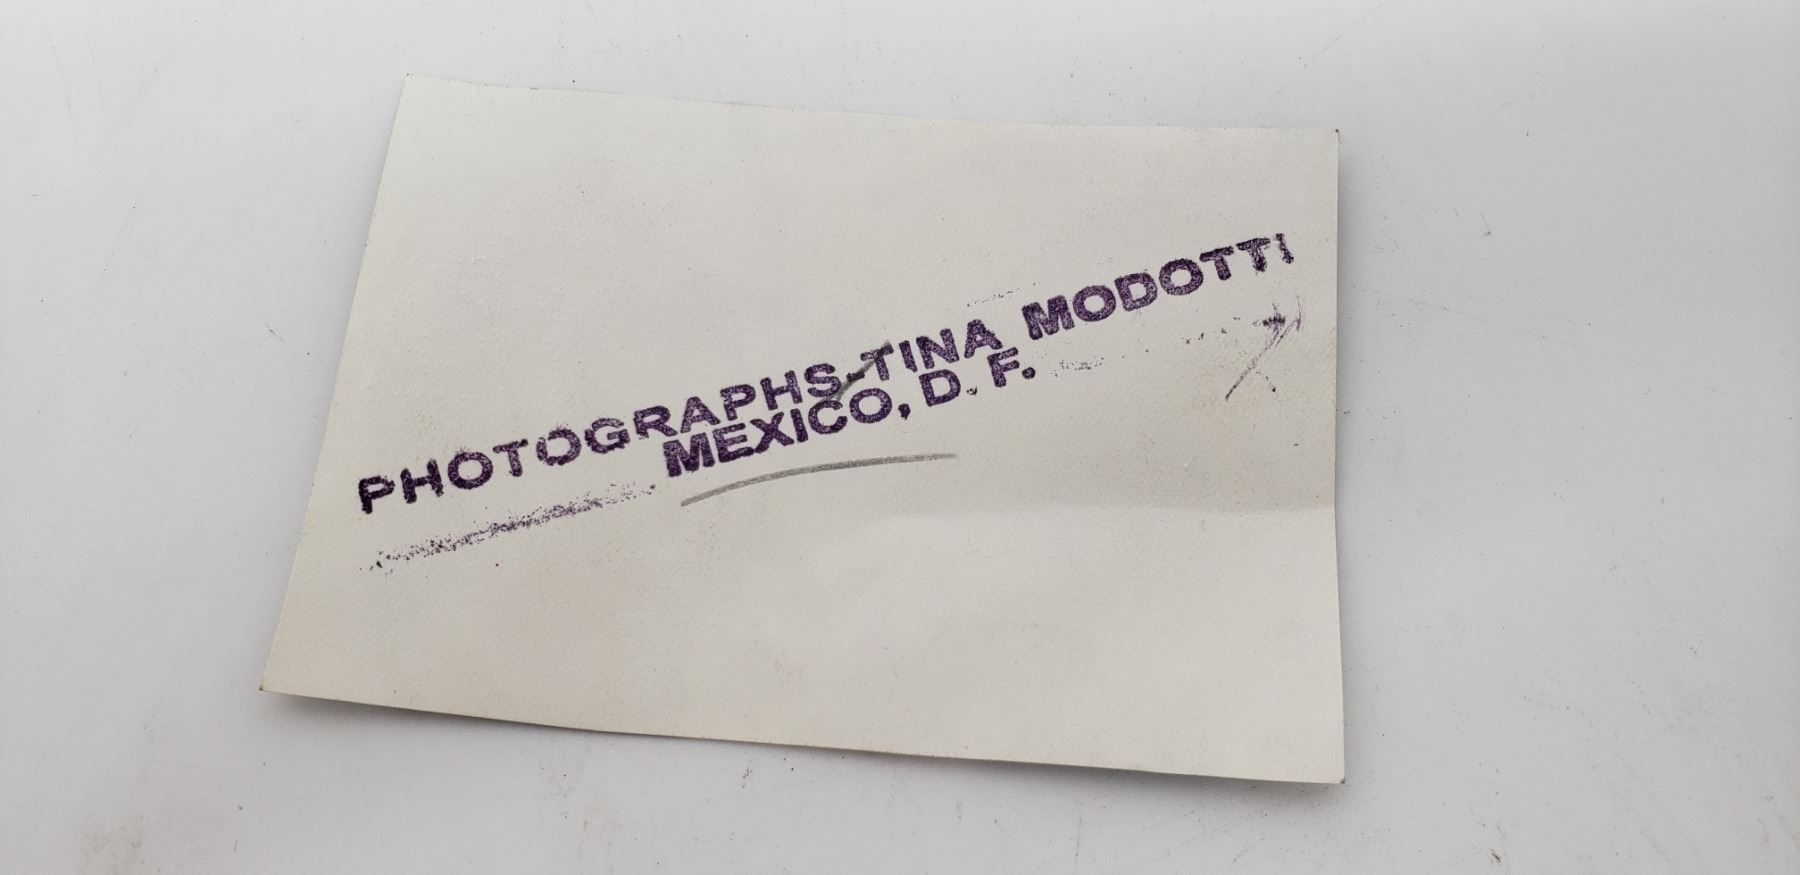 PHOTOGRAPHS-TINA MODOTTI
MEXICO, D. F.